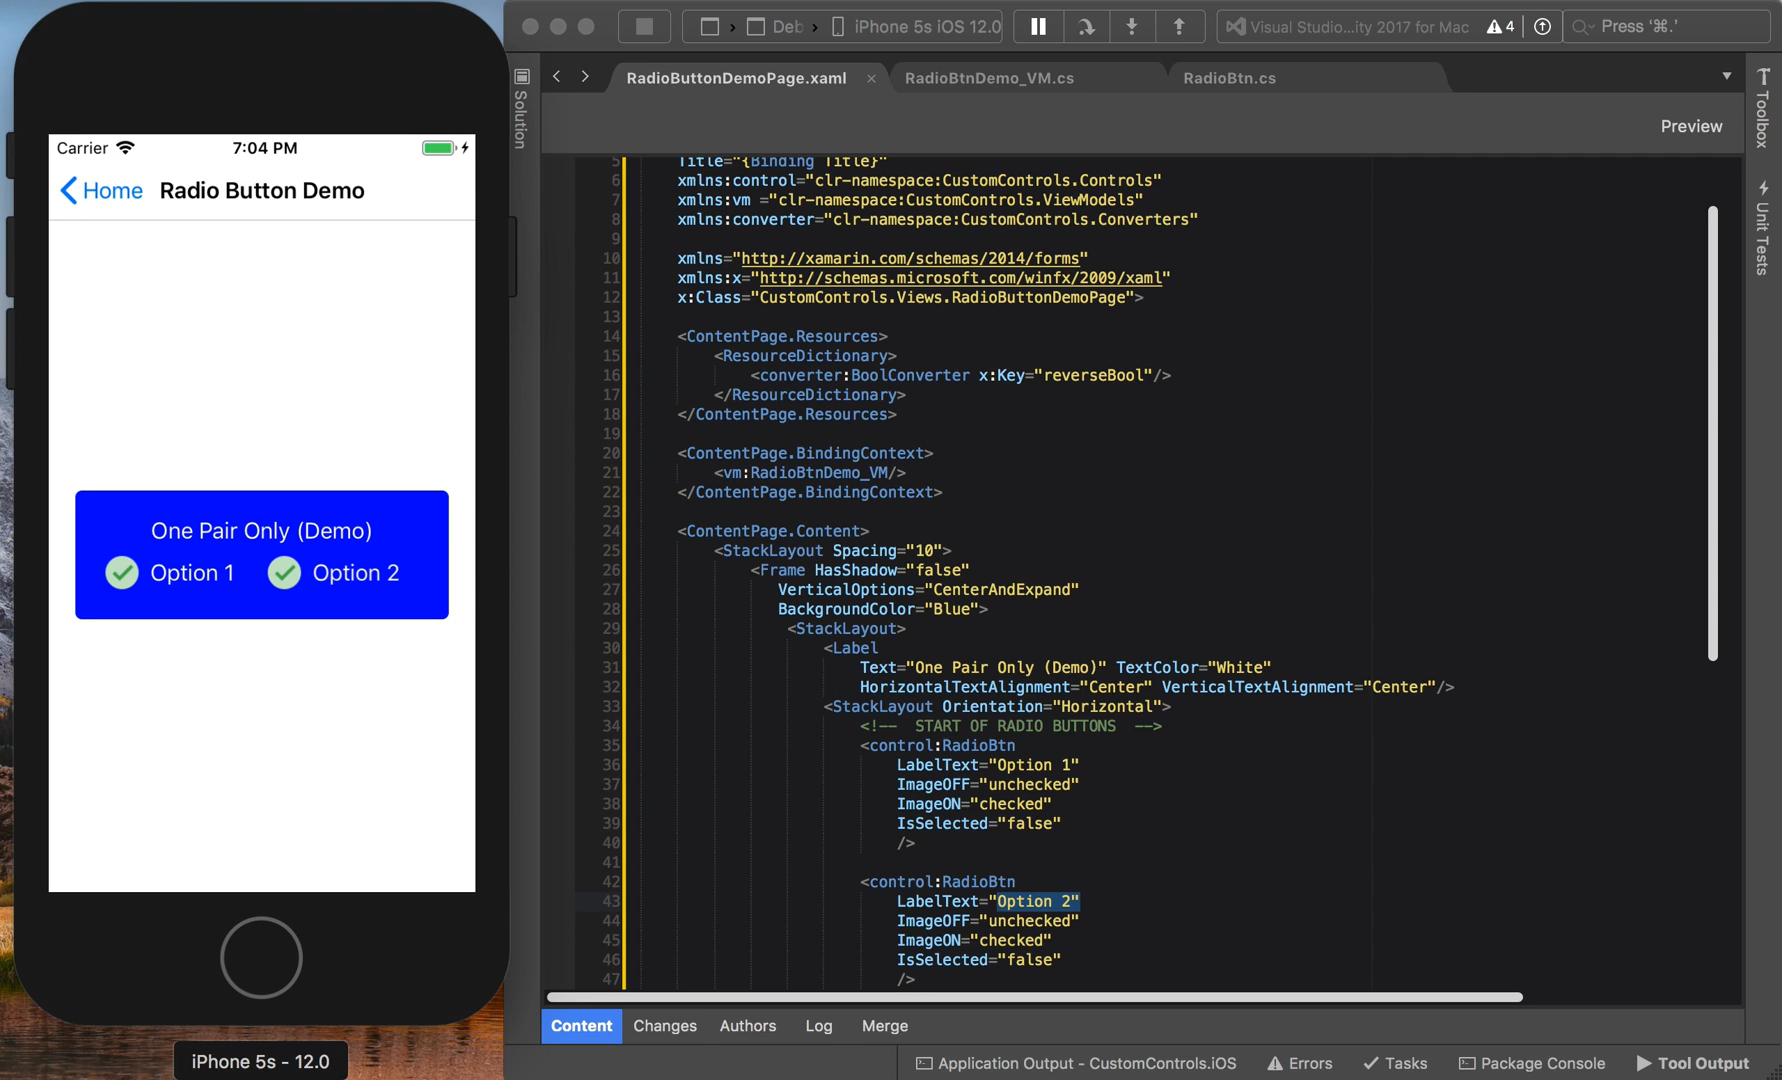 Carrier
7:04 PM
Home
Radio Button Demo
One Pair Only (Demo)
Option 1
Option 2
iPhone 5s - 12.0
Deb
iPhone 5s iOS 12.0
Visual Studio...ity 2017 for Mac
4
Press '⌘.'
Solution
RadioButtonDemoPage.xaml
RadioBtnDemo_VM.cs
RadioBtn.cs
Preview
Toolbox
Unit Tests
5 Title="{Binding Title}"
6 xmlns:control="clr-namespace:CustomControls.Controls"
7 xmlns:vm ="clr-namespace:CustomControls.ViewModels"
8 xmlns:converter="clr-namespace:CustomControls.Converters"
9
10 xmlns="http://xamarin.com/schemas/2014/forms"
11 xmlns:x="http://schemas.microsoft.com/winfx/2009/xaml"
12 x:Class="CustomControls.Views.RadioButtonDemoPage">
13
14 <ContentPage.Resources>
15 <ResourceDictionary>
16 <converter:BoolConverter x:Key="reverseBool"/>
17 </ResourceDictionary>
18 </ContentPage.Resources>
19
20 <ContentPage.BindingContext>
21 <vm:RadioBtnDemo_VM/>
22 </ContentPage.BindingContext>
23
24 <ContentPage.Content>
25 <StackLayout Spacing="10">
26 <Frame HasShadow="false"
27 VerticalOptions="CenterAndExpand"
28 BackgroundColor="Blue">
29 <StackLayout>
30 <Label
31 Text="One Pair Only (Demo)" TextColor="White"
32 HorizontalTextAlignment="Center" VerticalTextAlignment="Center"/>
33 <StackLayout Orientation="Horizontal">
34 <!-- START OF RADIO BUTTONS -->
35 <control:RadioBtn
36 LabelText="Option 1"
37 ImageOFF="unchecked"
38 ImageON="checked"
39 IsSelected="false"
40 />
41
42 <control:RadioBtn
43 LabelText="Option 2"
44 ImageOFF="unchecked"
45 ImageON="checked"
46 IsSelected="false"
47 />
Content
Changes
Authors
Log
Merge
Application Output - CustomControls.iOS
Errors
Tasks
Package Console
Tool Output